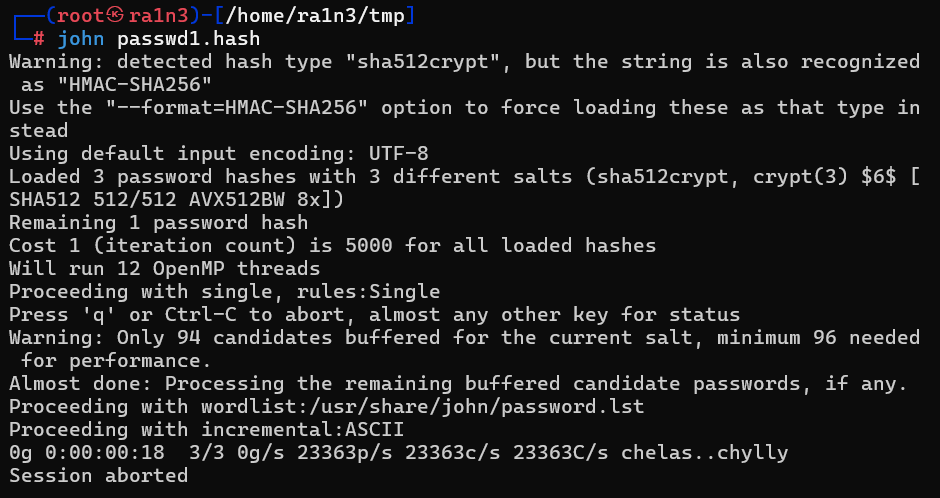 ┌──(root㉿ra1n3)-[/home/ra1n3/tmp]
└─# john passwd1.hash
Warning: detected hash type "sha512crypt", but the string is also recognized
 as "HMAC-SHA256"
Use the "--format=HMAC-SHA256" option to force loading these as that type in
stead
Using default input encoding: UTF-8
Loaded 3 password hashes with 3 different salts (sha512crypt, crypt(3) $6$ [
SHA512 512/512 AVX512BW 8x])
Remaining 1 password hash
Cost 1 (iteration count) is 5000 for all loaded hashes
Will run 12 OpenMP threads
Proceeding with single, rules:Single
Press 'q' or Ctrl-C to abort, almost any other key for status
Warning: Only 94 candidates buffered for the current salt, minimum 96 needed
 for performance.
Almost done: Processing the remaining buffered candidate passwords, if any.
Proceeding with wordlist:/usr/share/john/password.lst
Proceeding with incremental:ASCII
0g 0:00:00:18  3/3 0g/s 23363p/s 23363c/s 23363C/s chelas..chylly
Session aborted